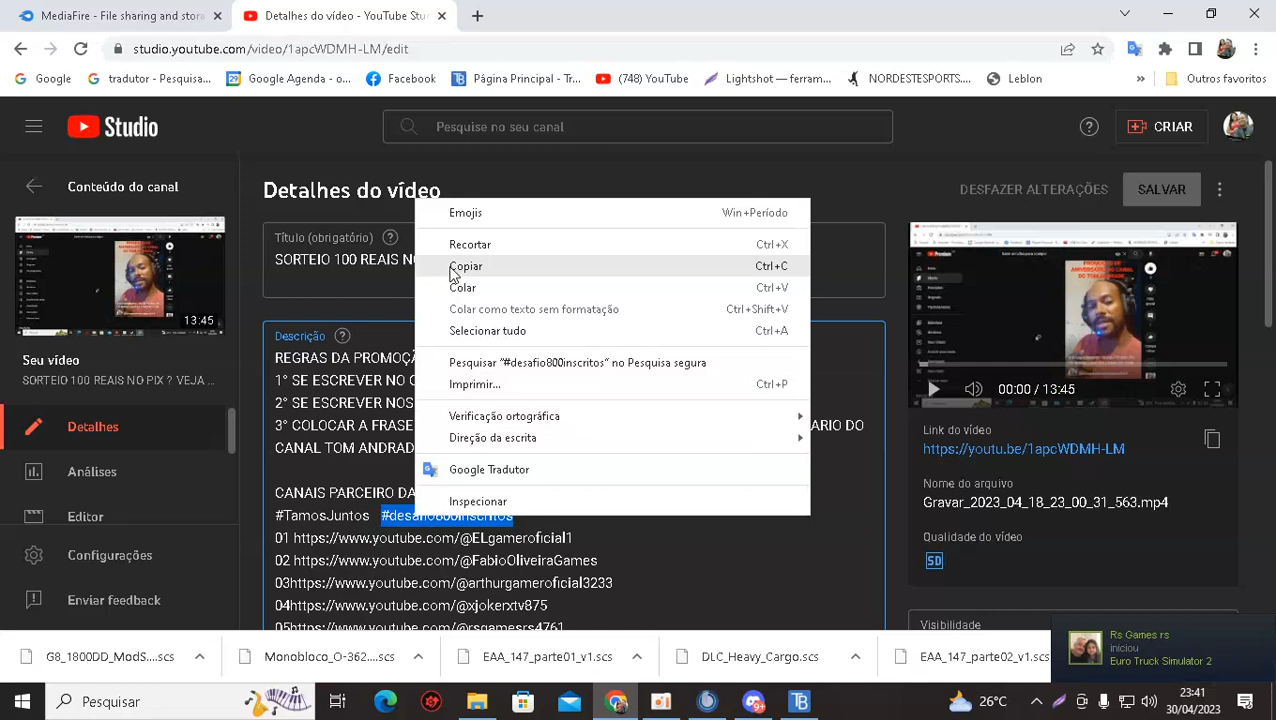 MediaFire - File sharing and stora
Detalhes do vídeo - YouTube Stu
studio.youtube.com/video/1apcWDMH-LM/edit
Google
tradutor - Pesquisa...
Google Agenda - o...
Facebook
Página Principal - Tr...
(748) YouTube
Lightshot — ferram...
NORDESTESPORTS....
Lebon
»
Outros favoritos
Studio
Pesquise no seu canal
CRIAR
Conteúdo do canal
13:45
Seu vídeo
SORTEIO 100 REAIS NO PIX ? VEJA ...
Detalhes
Análises
Editor
Configurações
Enviar feedback
Detalhes do vídeo
DESFAZER ALTERAÇÕES
SALVAR
Título (obrigatório)
SORTEIO 100 REAIS N
Descrição
REGRAS DA PROMOÇ
1° SE ESCREVER NO
2° SE ESCREVER NOS
3° COLOCAR A FRASE
ARIO DO
CANAL TOM ANDRAD
CANAIS PARCEIRO DA
#TamosJuntos #desafio800inscritos
01 https://www.youtube.com/@ELgameroficial1
02 https://www.youtube.com/@FabioOliveiraGames
03https://www.youtube.com/@arthurgameroficial3233
04https://www.youtube.com/@xjokerxtv875
05https://www.youtube.com/@rsgamesrs4761
Emoji Win+Período
Recortar Ctrl+X
Copiar Ctrl+C
Colar Ctrl+V
Colar como texto sem formatação Ctrl+Shift+V
Selecionar tudo Ctrl+A
Pesquisar "#desafio800inscritos" no Pesquisa segura
Imprimir... Ctrl+P
Verificação ortográfica
Direção da escrita
Google Tradutor
Inspecionar
00:00 / 13:45
Link do vídeo
https://youtu.be/1apcWDMH-LM
Nome do arquivo
Gravar_2023_04_18_23_00_31_563.mp4
Qualidade do vídeo
SD
Visibilidade
G8_1800DD_ModS....scs
Monobloco_O-362....scs
EAA_147_parte01_v1.scs
DLC_Heavy_Cargo.scs
EAA_147_parte02_v1.scs
Rs Games rs
iniciou
Euro Truck Simulator 2
Pesquisar
26°C
23:41
30/04/2023